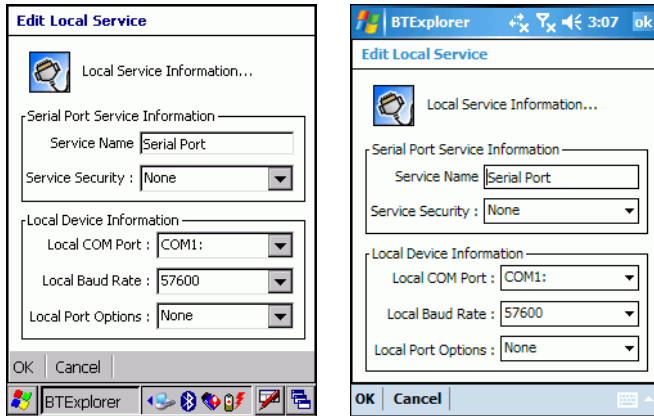 Edit Local Service
Local Service Information...
Serial Port Service Information
Service Name Serial Port
Service Security : None
Local Device Information
Local COM Port : COM1:
Local Baud Rate : 57600
Local Port Options : None
OK Cancel
BTExplorer
BTExplorer 3:07 ok
Edit Local Service
Local Service Information...
Serial Port Service Information
Service Name Serial Port
Service Security : None
Local Device Information
Local COM Port : COM1:
Local Baud Rate : 57600
Local Port Options : None
OK Cancel